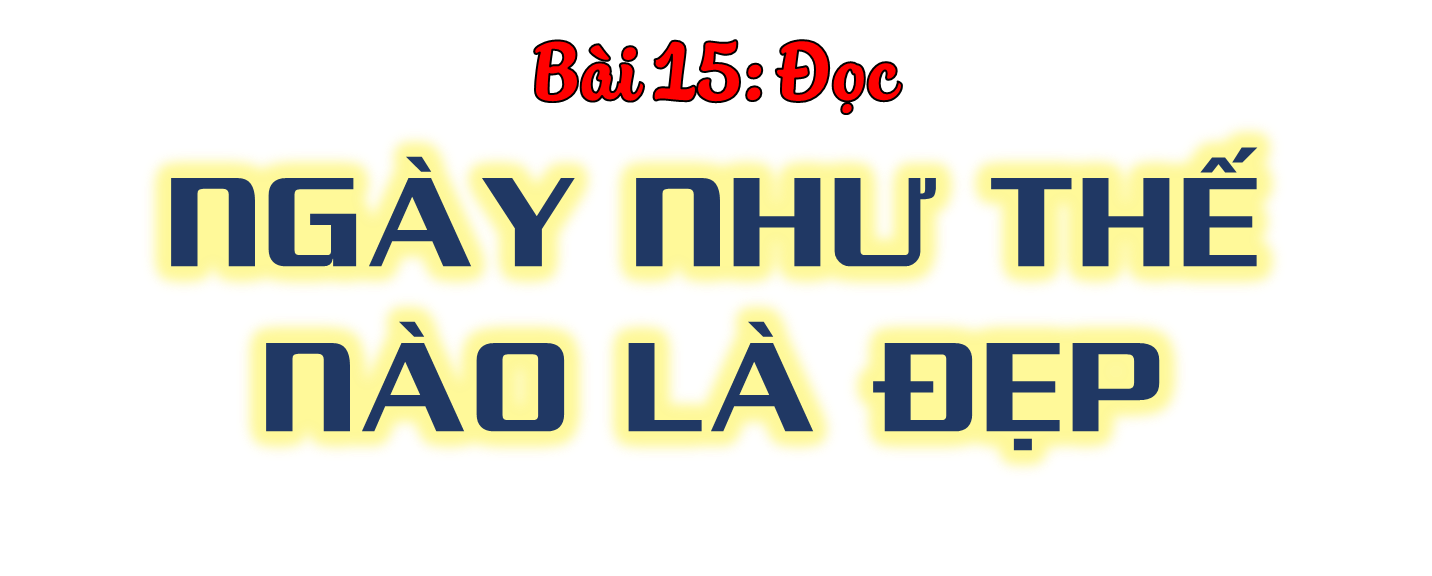 Bài 15: Đọc
NGÀY NHƯ THẾ
NÀO LÀ ĐẸP